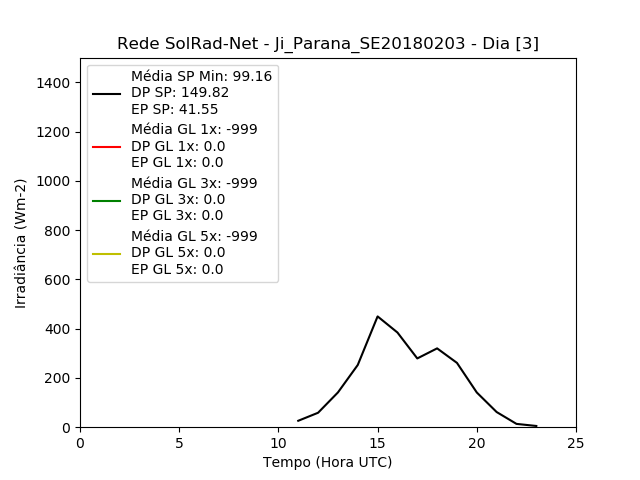 Rede SolRad-Net - Ji_Parana_SE20180203 - Dia [3]
Média SP Min: 99.16
DP SP: 149.82
EP SP: 41.55
Média GL 1x: -999
DP GL 1x: 0.0
EP GL 1x: 0.0
Média GL 3x: -999
DP GL 3x: 0.0
EP GL 3x: 0.0
Média GL 5x: -999
DP GL 5x: 0.0
EP GL 5x: 0.0
Irradiância (Wm-2)
1400
1200
1000
800
600
400
200
0
0 5 10 15 20 25
Tempo (Hora UTC)